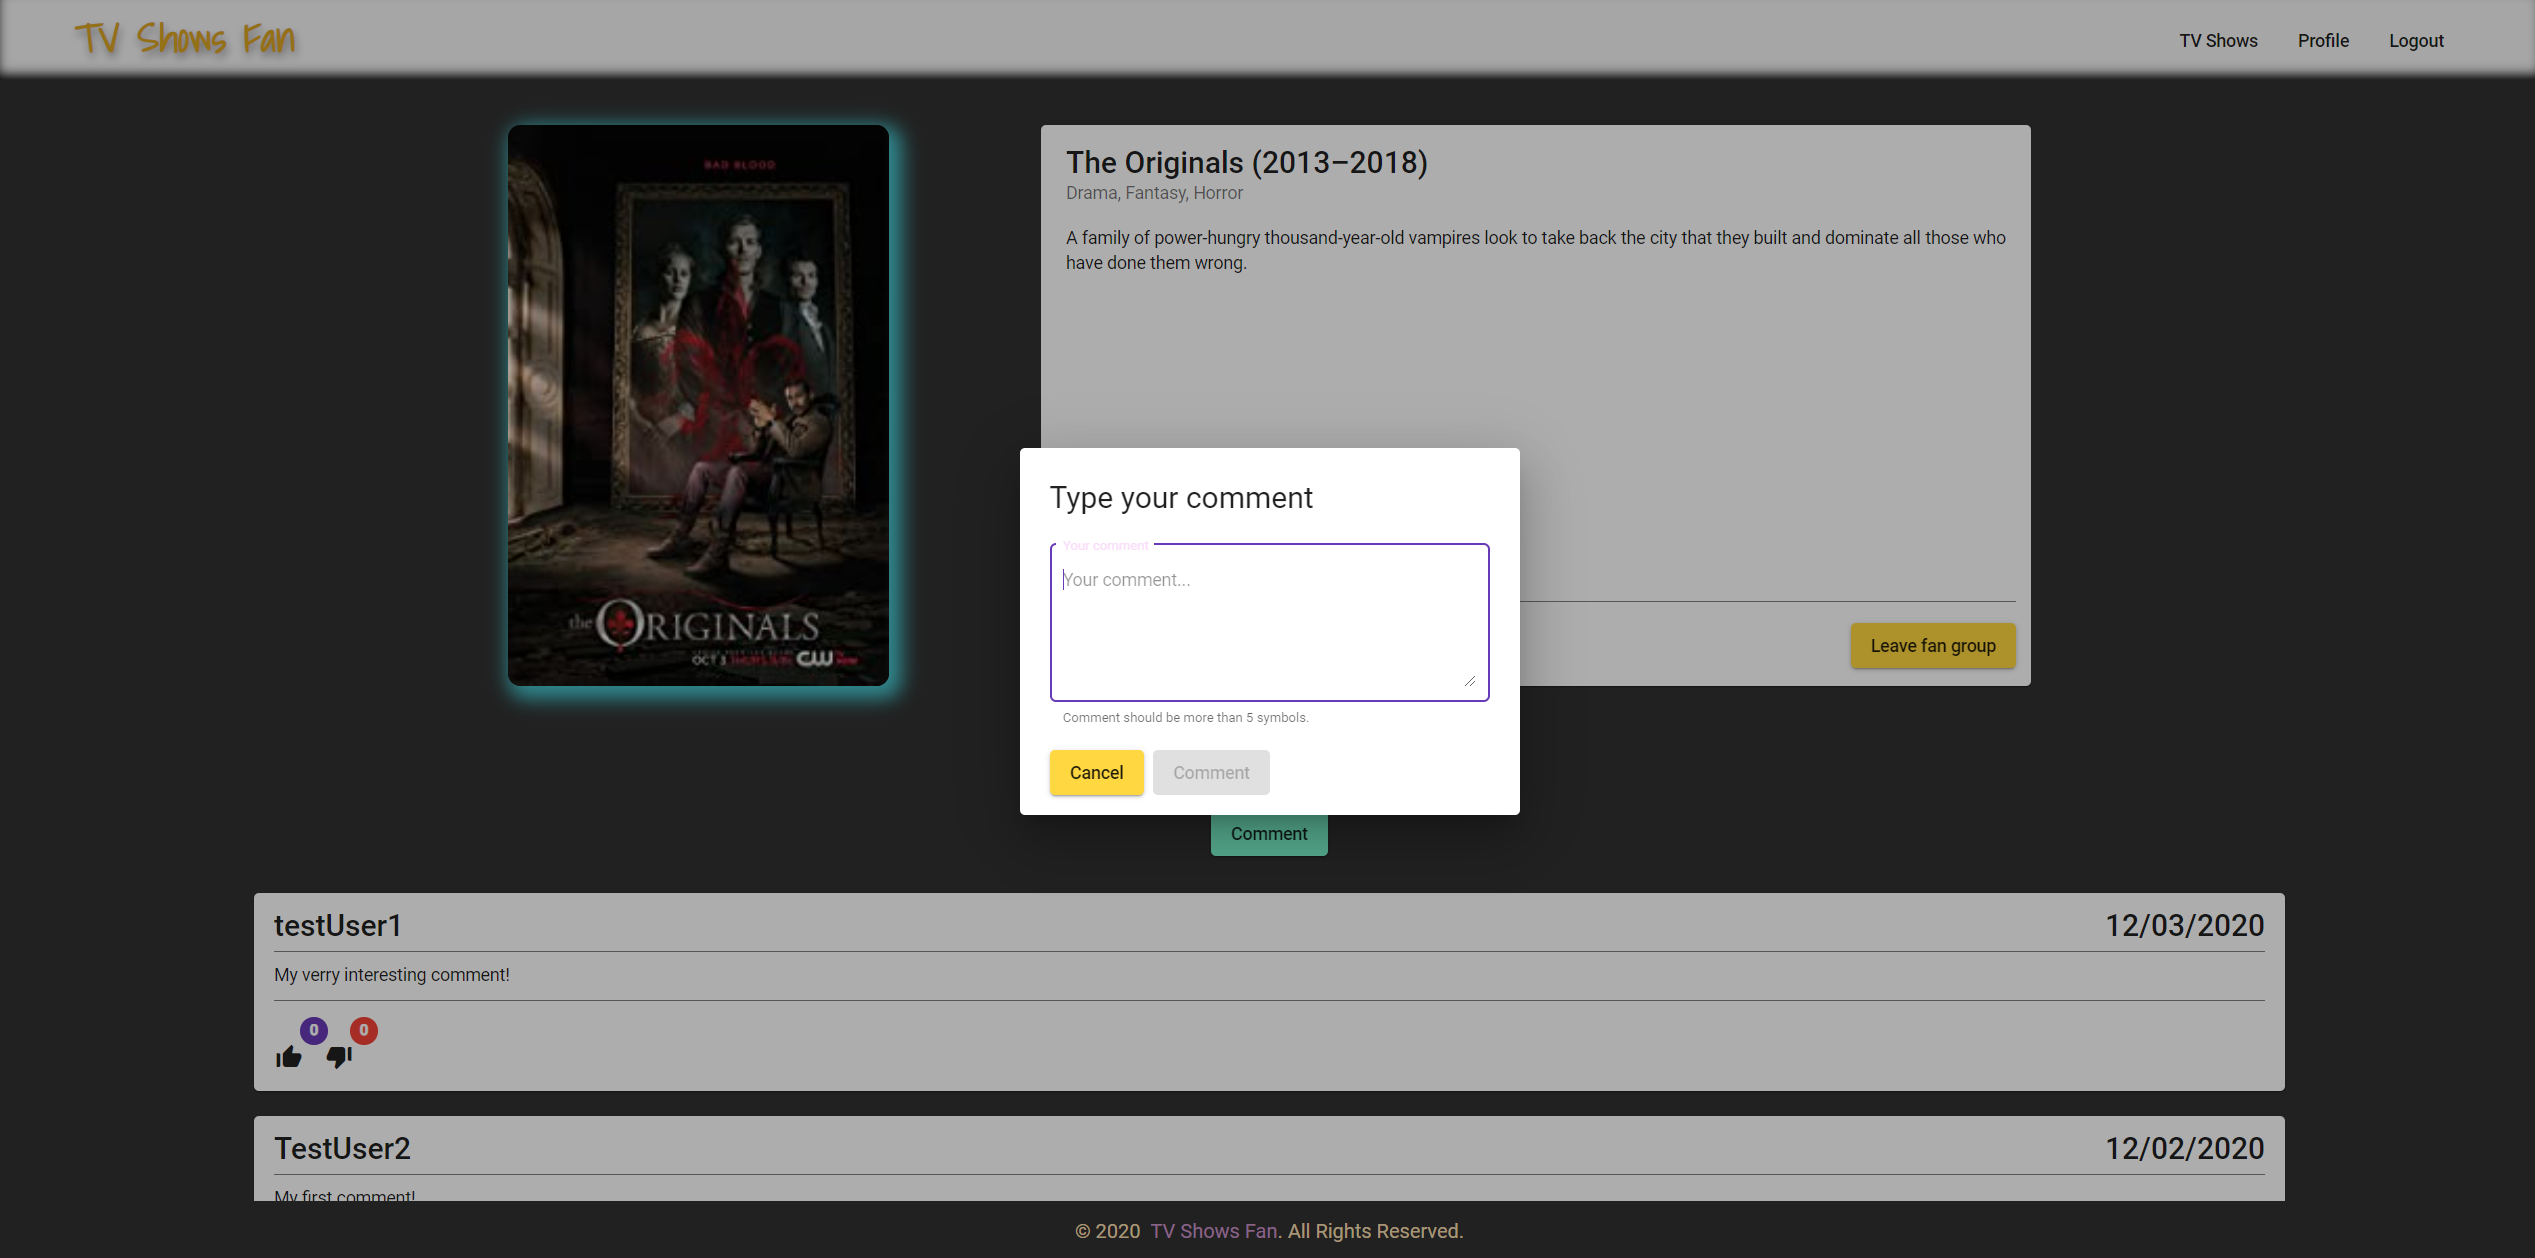 TV Shows Fan
TV Shows Profile Logout
BAD BLOOD
the ORIGINALS
OCT 3 THURSDAY
CW
The Originals (2013–2018)
Drama, Fantasy, Horror
A family of power-hungry thousand-year-old vampires look to take back the city that they built and dominate all those who
have done them wrong.
Leave fan group
Type your comment
Your comment
Your comment...
Comment should be more than 5 symbols.
Cancel Comment
Comment
testUser1 12/03/2020
My verry interesting comment!
0 0
TestUser2 12/02/2020
My first comment!
© 2020 TV Shows Fan. All Rights Reserved.